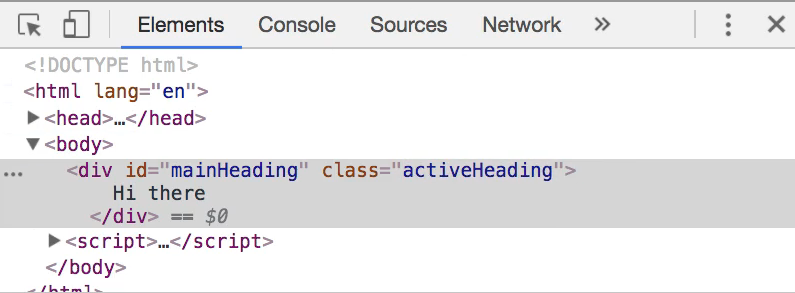 Elements Console Sources Network »
<!DOCTYPE html>
<html lang="en">
▶<head>…</head>
▼<body>
… <div id="mainHeading" class="activeHeading">
Hi there
</div> == $0
▶<script>…</script>
</body>
</html>